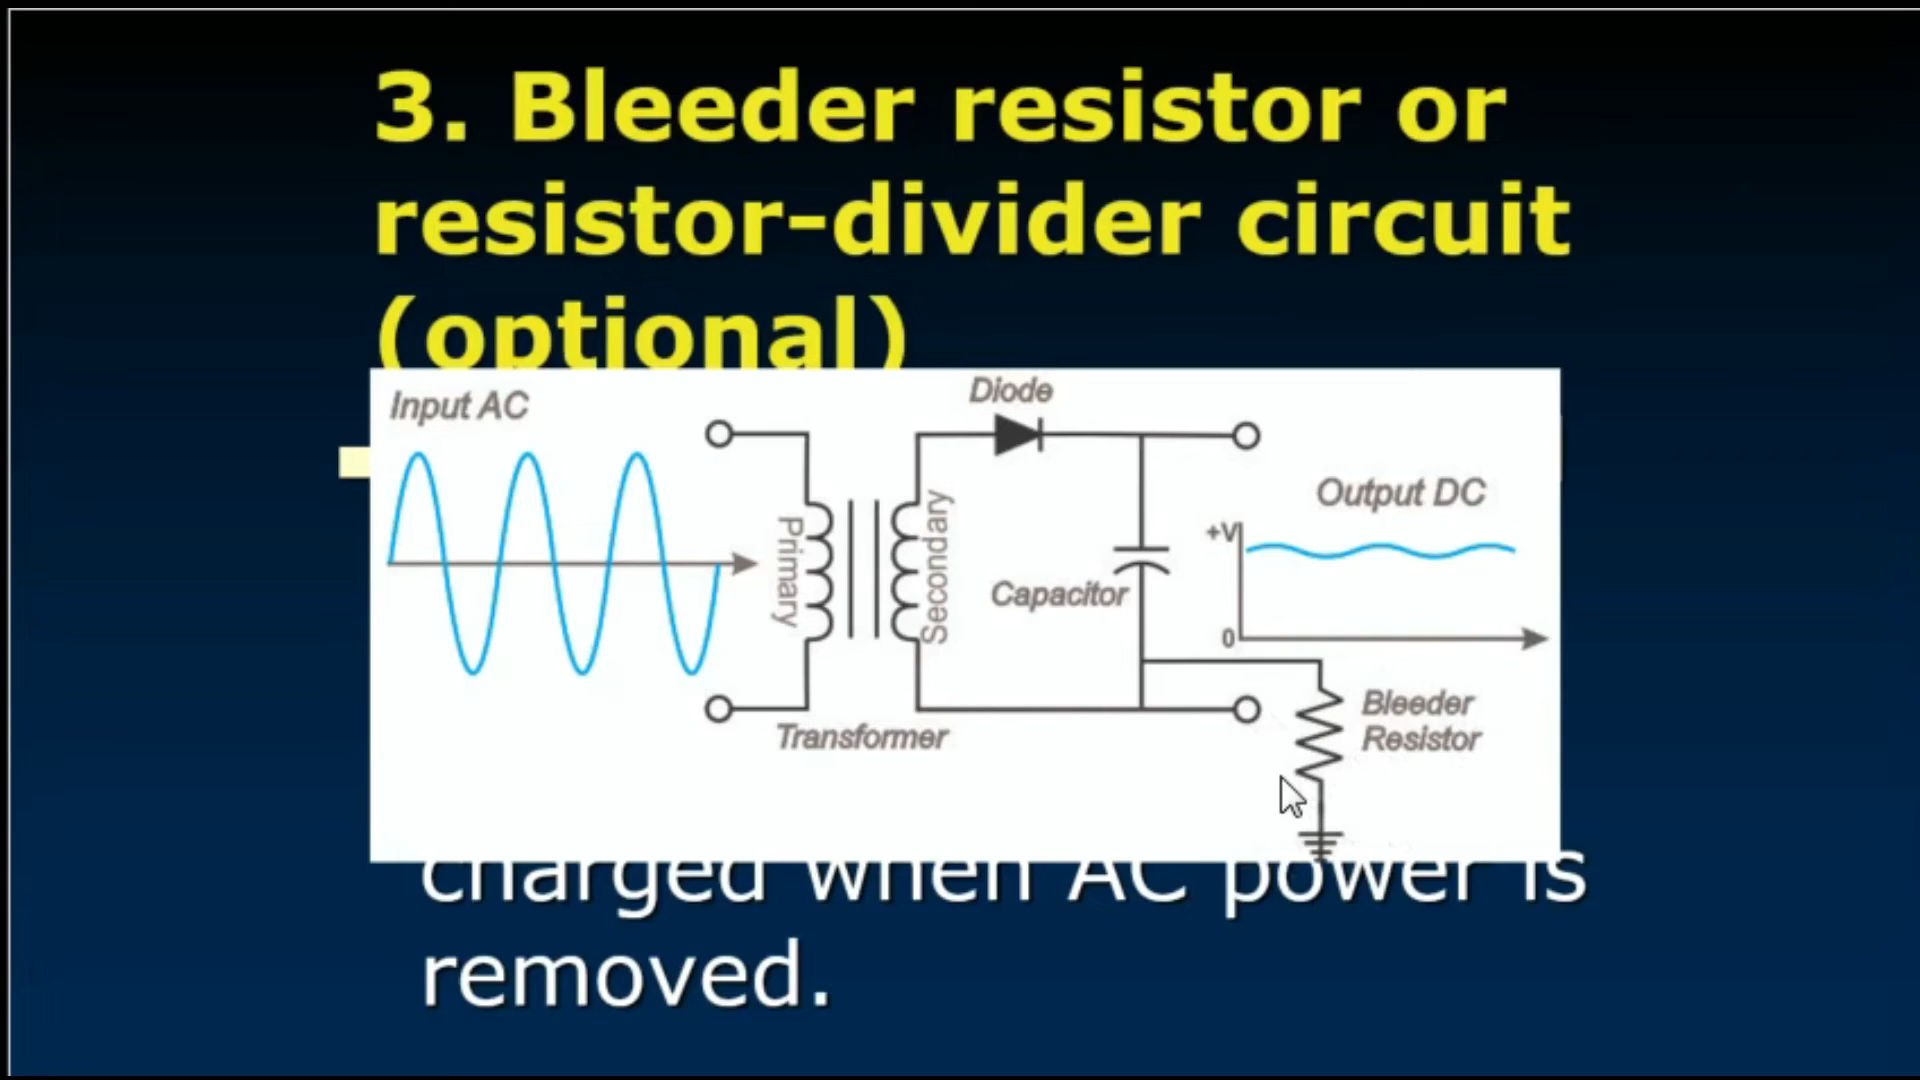 3. Bleeder resistor or
resistor-divider circuit
(optional)
Input AC
Diode
Output DC
+V
Primary
Secondary
Capacitor
0
Bleeder
Resistor
Transformer
charged when AC power is
removed.